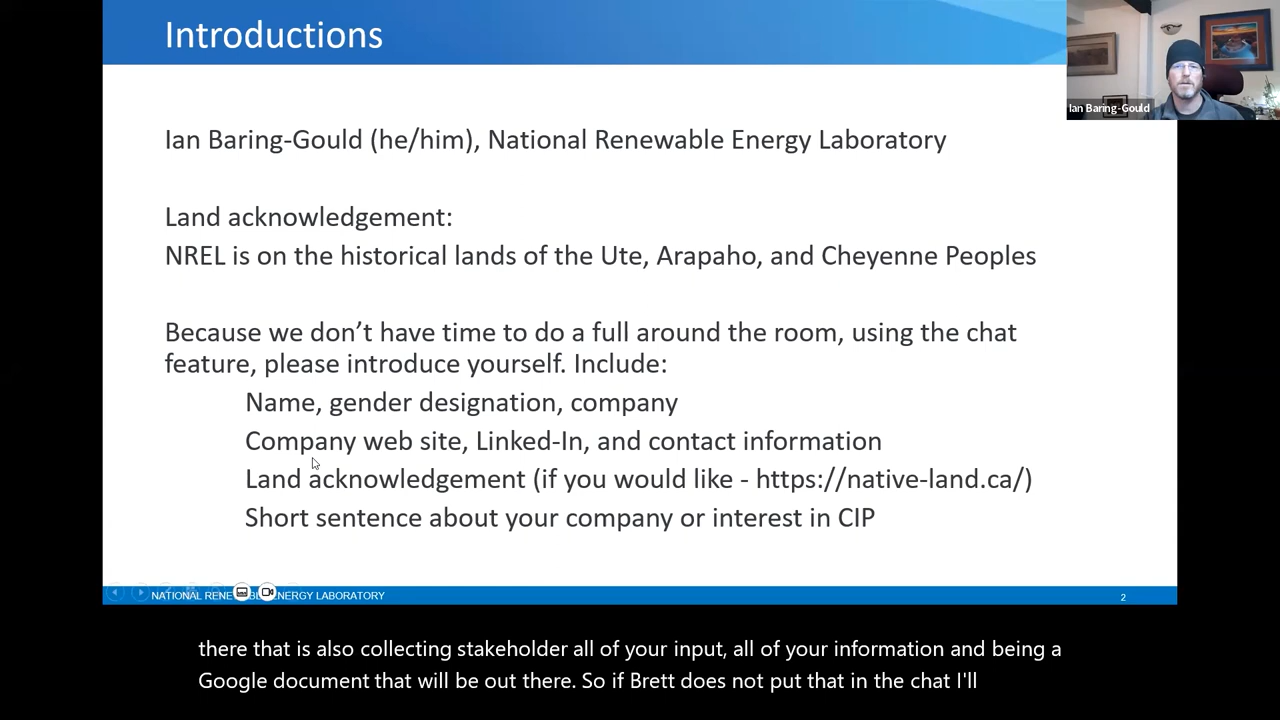 Introductions
Ian Baring-Gould
Ian Baring-Gould (he/him), National Renewable Energy Laboratory
Land acknowledgement:
NREL is on the historical lands of the Ute, Arapaho, and Cheyenne Peoples
Because we don’t have time to do a full around the room, using the chat
feature, please introduce yourself. Include:
Name, gender designation, company
Company web site, Linked-In, and contact information
Land acknowledgement (if you would like - https://native-land.ca/)
Short sentence about your company or interest in CIP
NATIONAL RENEWABLE ENERGY LABORATORY
2
there that is also collecting stakeholder all of your input, all of your information and being a
Google document that will be out there. So if Brett does not put that in the chat I'll